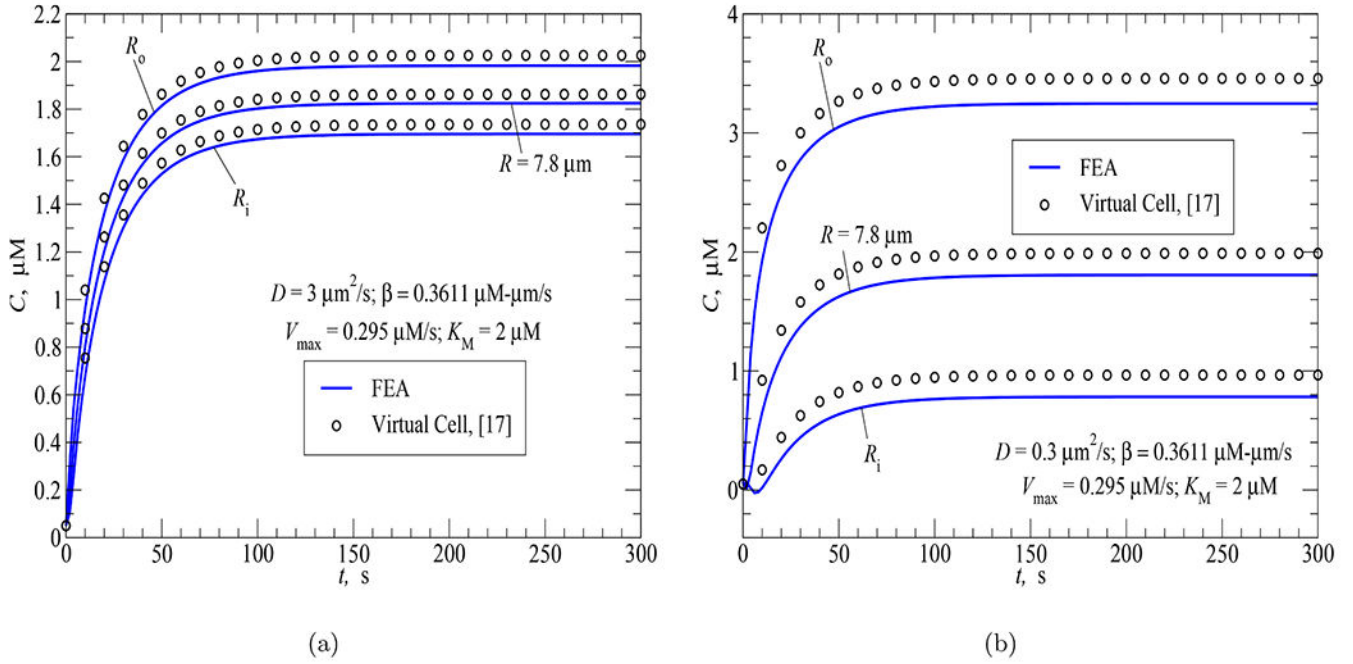 2.2
2
1.8
1.6
1.4
1.2
1
0.8
0.6
0.4
0.2
0
C, μM
R_o
R = 7.8 μm
R_i
D = 3 μm²/s; β = 0.3611 μM-μm/s
V_max = 0.295 μM/s; K_M = 2 μM
FEA
Virtual Cell, [17]
0 50 100 150 200 250 300
t, s
(a)
4
3
2
1
0
C, μM
R_o
FEA
Virtual Cell, [17]
R = 7.8 μm
R_i
D = 0.3 μm²/s; β = 0.3611 μM-μm/s
V_max = 0.295 μM/s; K_M = 2 μM
0 50 100 150 200 250 300
t, s
(b)